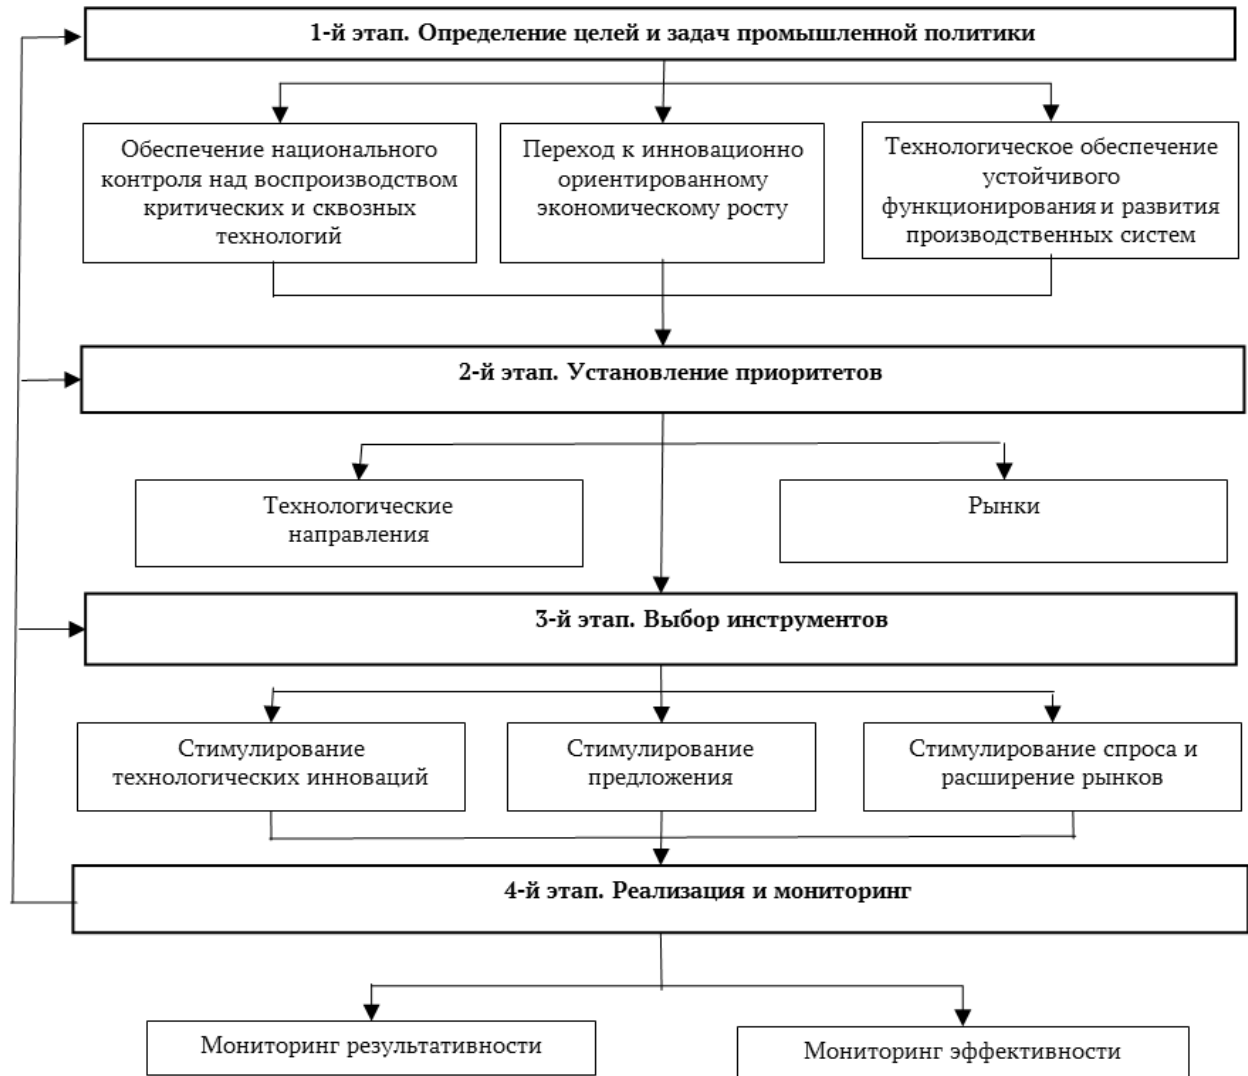 1-й этап. Определение целей и задач промышленной политики
Обеспечение национального
контроля над воспроизводством
критических и сквозных
технологий
Переход к инновационно
ориентированному
экономическому росту
Технологическое обеспечение
устойчивого
функционирования и развития
производственных систем
2-й этап. Установление приоритетов
Технологические
направления
Рынки
3-й этап. Выбор инструментов
Стимулирование
технологических инноваций
Стимулирование
предложения
Стимулирование спроса и
расширение рынков
4-й этап. Реализация и мониторинг
Мониторинг результативности
Мониторинг эффективности